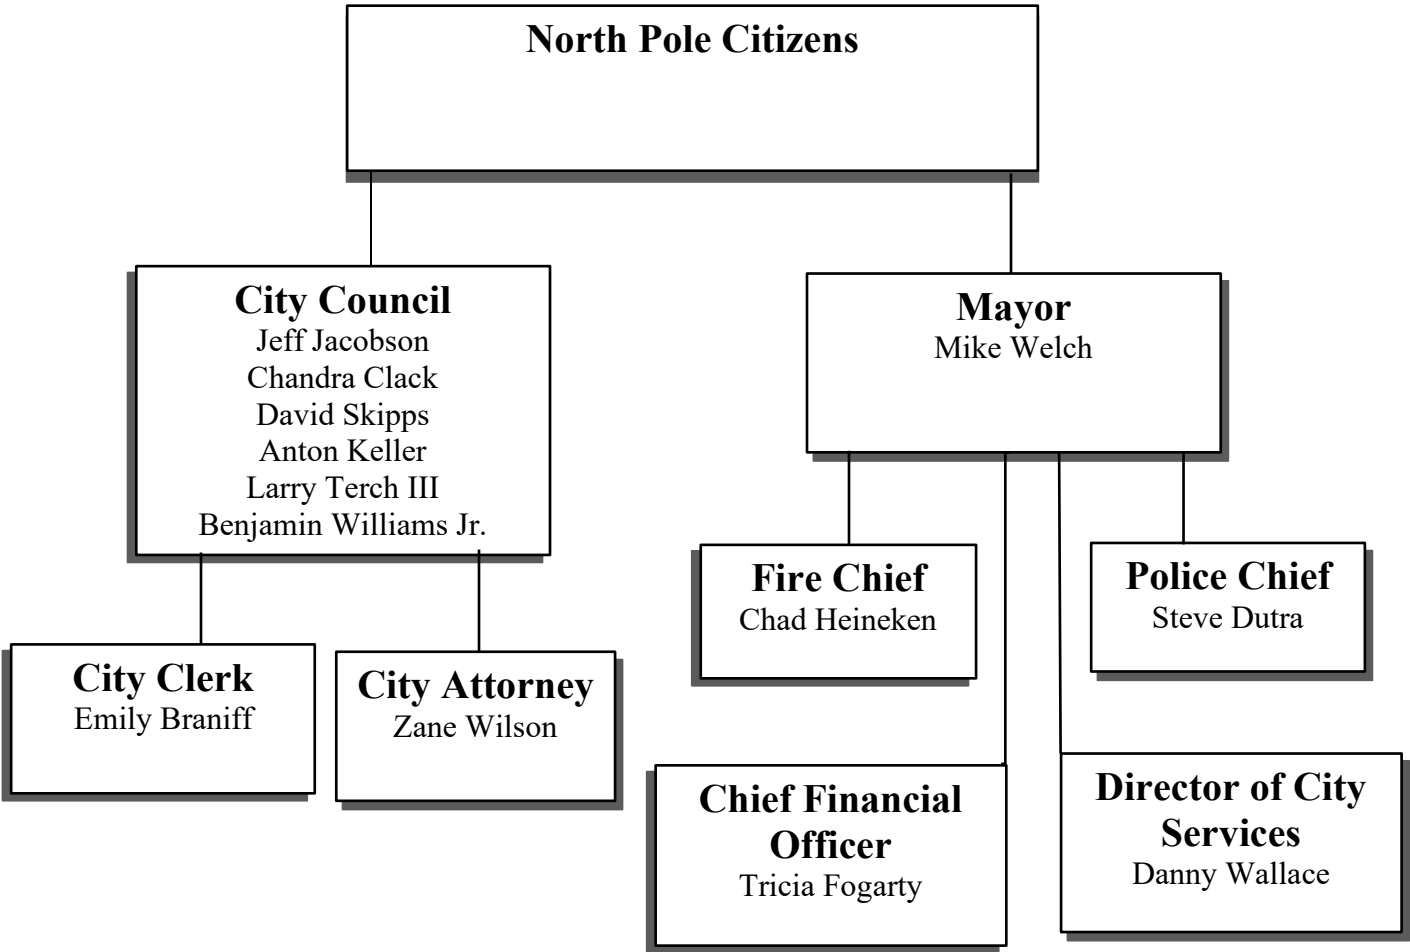 North Pole Citizens
City Council
Jeff Jacobson
Chandra Clack
David Skipps
Anton Keller
Larry Terch III
Benjamin Williams Jr.
Mayor
Mike Welch
City Clerk
Emily Braniff
City Attorney
Zane Wilson
Fire Chief
Chad Heineken
Police Chief
Steve Dutra
Chief Financial
Officer
Tricia Fogarty
Director of City
Services
Danny Wallace